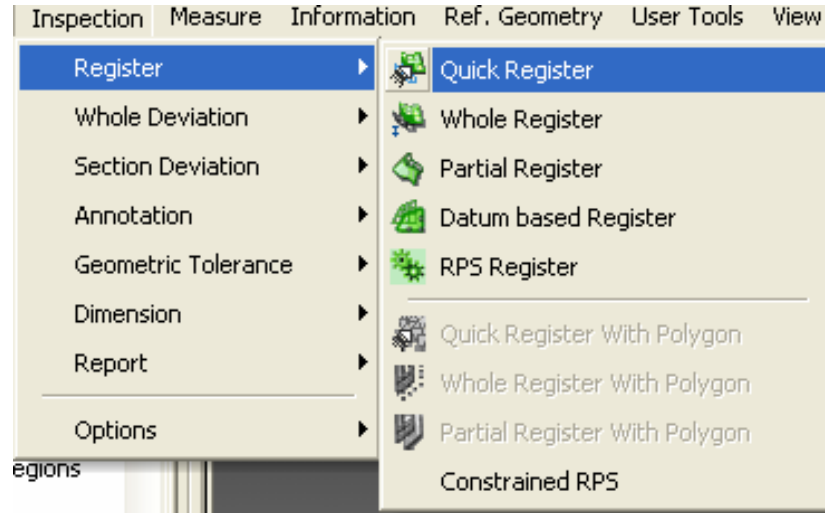 Inspection Measure Information Ref. Geometry User Tools View
Register
Whole Deviation
Section Deviation
Annotation
Geometric Tolerance
Dimension
Report
Options
egions
Quick Register
Whole Register
Partial Register
Datum based Register
RPS Register
Quick Register With Polygon
Whole Register With Polygon
Partial Register With Polygon
Constrained RPS